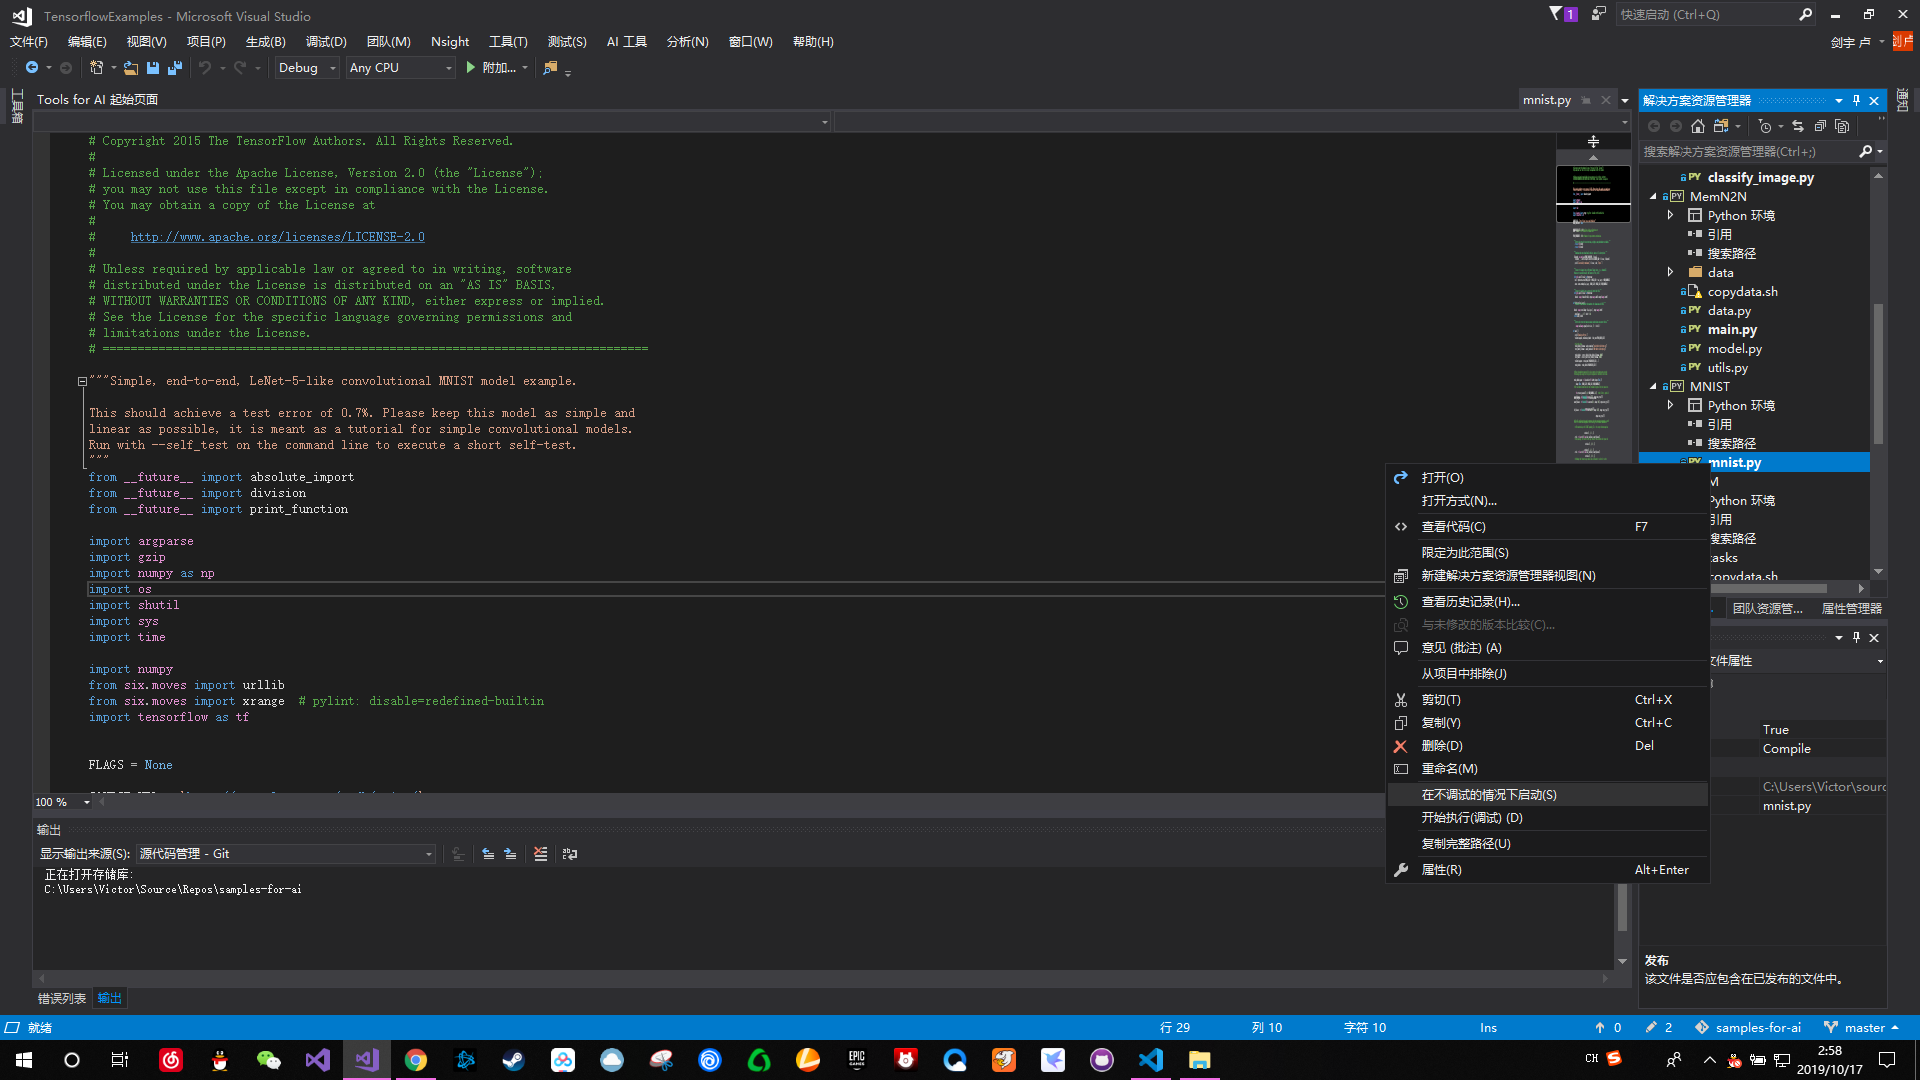 TensorflowExamples - Microsoft Visual Studio
1
快速启动 (Ctrl+Q)
文件(F) 编辑(E) 视图(V) 项目(P) 生成(B) 调试(D) 团队(M) Nsight 工具(T) 测试(S) AI 工具 分析(N) 窗口(W) 帮助(H)
剑宇 卢
Debug Any CPU 附加...
工具箱
Tools for AI 起始页面
mnist.py
# Copyright 2015 The TensorFlow Authors. All Rights Reserved.
#
# Licensed under the Apache License, Version 2.0 (the "License");
# you may not use this file except in compliance with the License.
# You may obtain a copy of the License at
#
#     http://www.apache.org/licenses/LICENSE-2.0
#
# Unless required by applicable law or agreed to in writing, software
# distributed under the License is distributed on an "AS IS" BASIS,
# WITHOUT WARRANTIES OR CONDITIONS OF ANY KIND, either express or implied.
# See the License for the specific language governing permissions and
# limitations under the License.
# ==============================================================================
"""Simple, end-to-end, LeNet-5-like convolutional MNIST model example.
This should achieve a test error of 0.7%. Please keep this model as simple and
linear as possible, it is meant as a tutorial for simple convolutional models.
Run with --self_test on the command line to execute a short self-test.
"""
from __future__ import absolute_import
from __future__ import division
from __future__ import print_function
import argparse
import gzip
import numpy as np
import os
import shutil
import sys
import time
import numpy
from six.moves import urllib
from six.moves import xrange  # pylint: disable=redefined-builtin
import tensorflow as tf
FLAGS = None
100 %
输出
显示输出来源(S): 源代码管理 - Git
正在打开存储库:
C:\Users\Victor\Source\Repos\samples-for-ai
错误列表 输出
解决方案资源管理器
通知
搜索解决方案资源管理器(Ctrl+;)
classify_image.py
MemN2N
Python 环境
引用
搜索路径
data
copydata.sh
data.py
main.py
model.py
utils.py
MNIST
Python 环境
引用
搜索路径
mnist.py
M
Python 环境
引用
搜索路径
tasks
copydata.sh
团队资源管... 属性管理器
打开(O)
打开方式(N)...
查看代码(C) F7
限定为此范围(S)
新建解决方案资源管理器视图(N)
查看历史记录(H)...
与未修改的版本比较(C)...
意见 (批注) (A)
从项目中排除(J)
剪切(T) Ctrl+X
复制(Y) Ctrl+C
删除(D) Del
重命名(M)
在不调试的情况下启动(S)
开始执行(调试) (D)
复制完整路径(U)
属性(R) Alt+Enter
文件属性
True
Compile
C:\Users\Victor\sourc
mnist.py
发布
该文件是否应包含在已发布的文件中。
就绪 行 29 列 10 字符 10 Ins 0 2 samples-for-ai master
EPIC GAMES
CH
2:58
2019/10/17